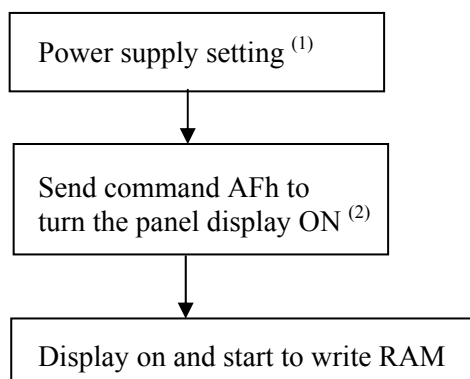 Power supply setting (1)
Send command AFh to
turn the panel display ON (2)
Display on and start to write RAM